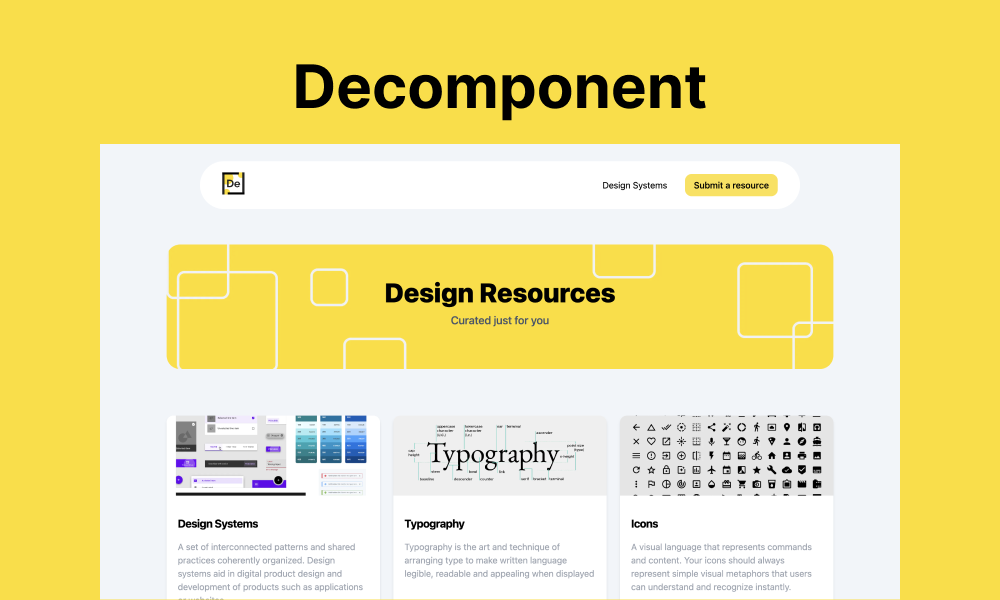 Decomponent
De
Design Systems
Submit a resource
Design Resources
Curated just for you
Typography
Design Systems
A set of interconnected patterns and shared
practices coherently organized. Design
systems aid in digital product design and
development of products such as applications
Typography
Typography is the art and technique of
arranging type to make written language
legible, readable and appealing when displayed
Icons
A visual language that represents commands
and content. Your icons should always
represent simple visual metaphors that users
can understand and recognize instantly.